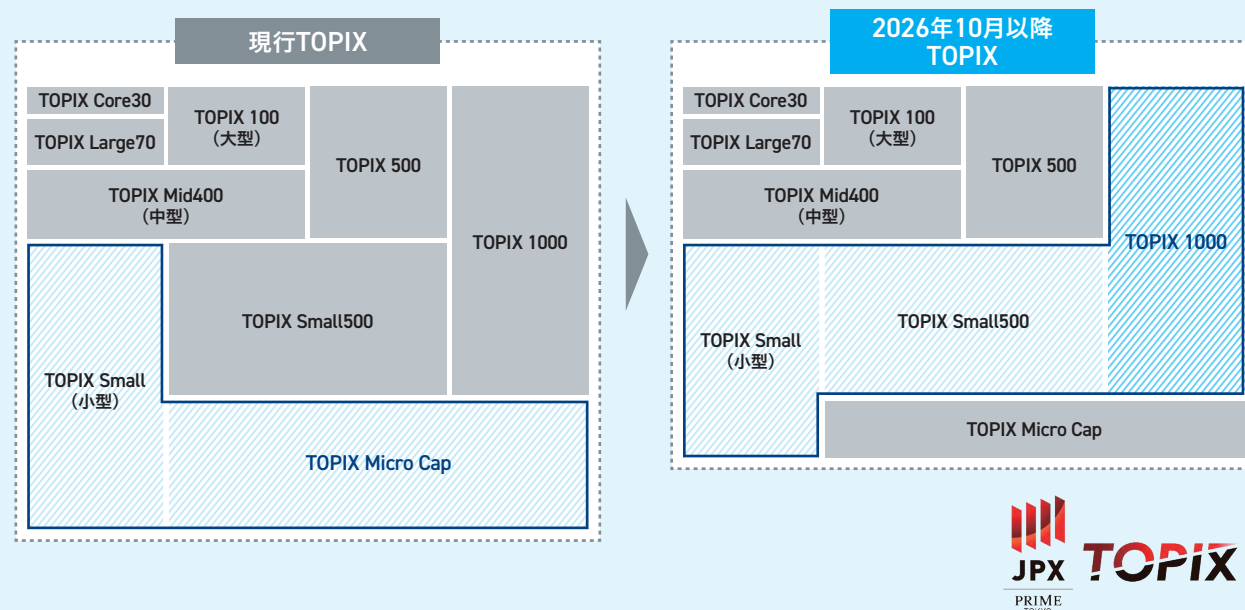 現行TOPIX
TOPIX Core30
TOPIX Large70
TOPIX 100
(大型)
TOPIX Mid400
(中型)
TOPIX 500
TOPIX 1000
TOPIX Small500
TOPIX Small
(小型)
TOPIX Micro Cap
2026年10月以降
TOPIX
TOPIX Core30
TOPIX Large70
TOPIX 100
(大型)
TOPIX Mid400
(中型)
TOPIX 500
TOPIX 1000
TOPIX Small500
TOPIX Small
(小型)
TOPIX Micro Cap
JPX
PRIME
TOKYO
TOPIX